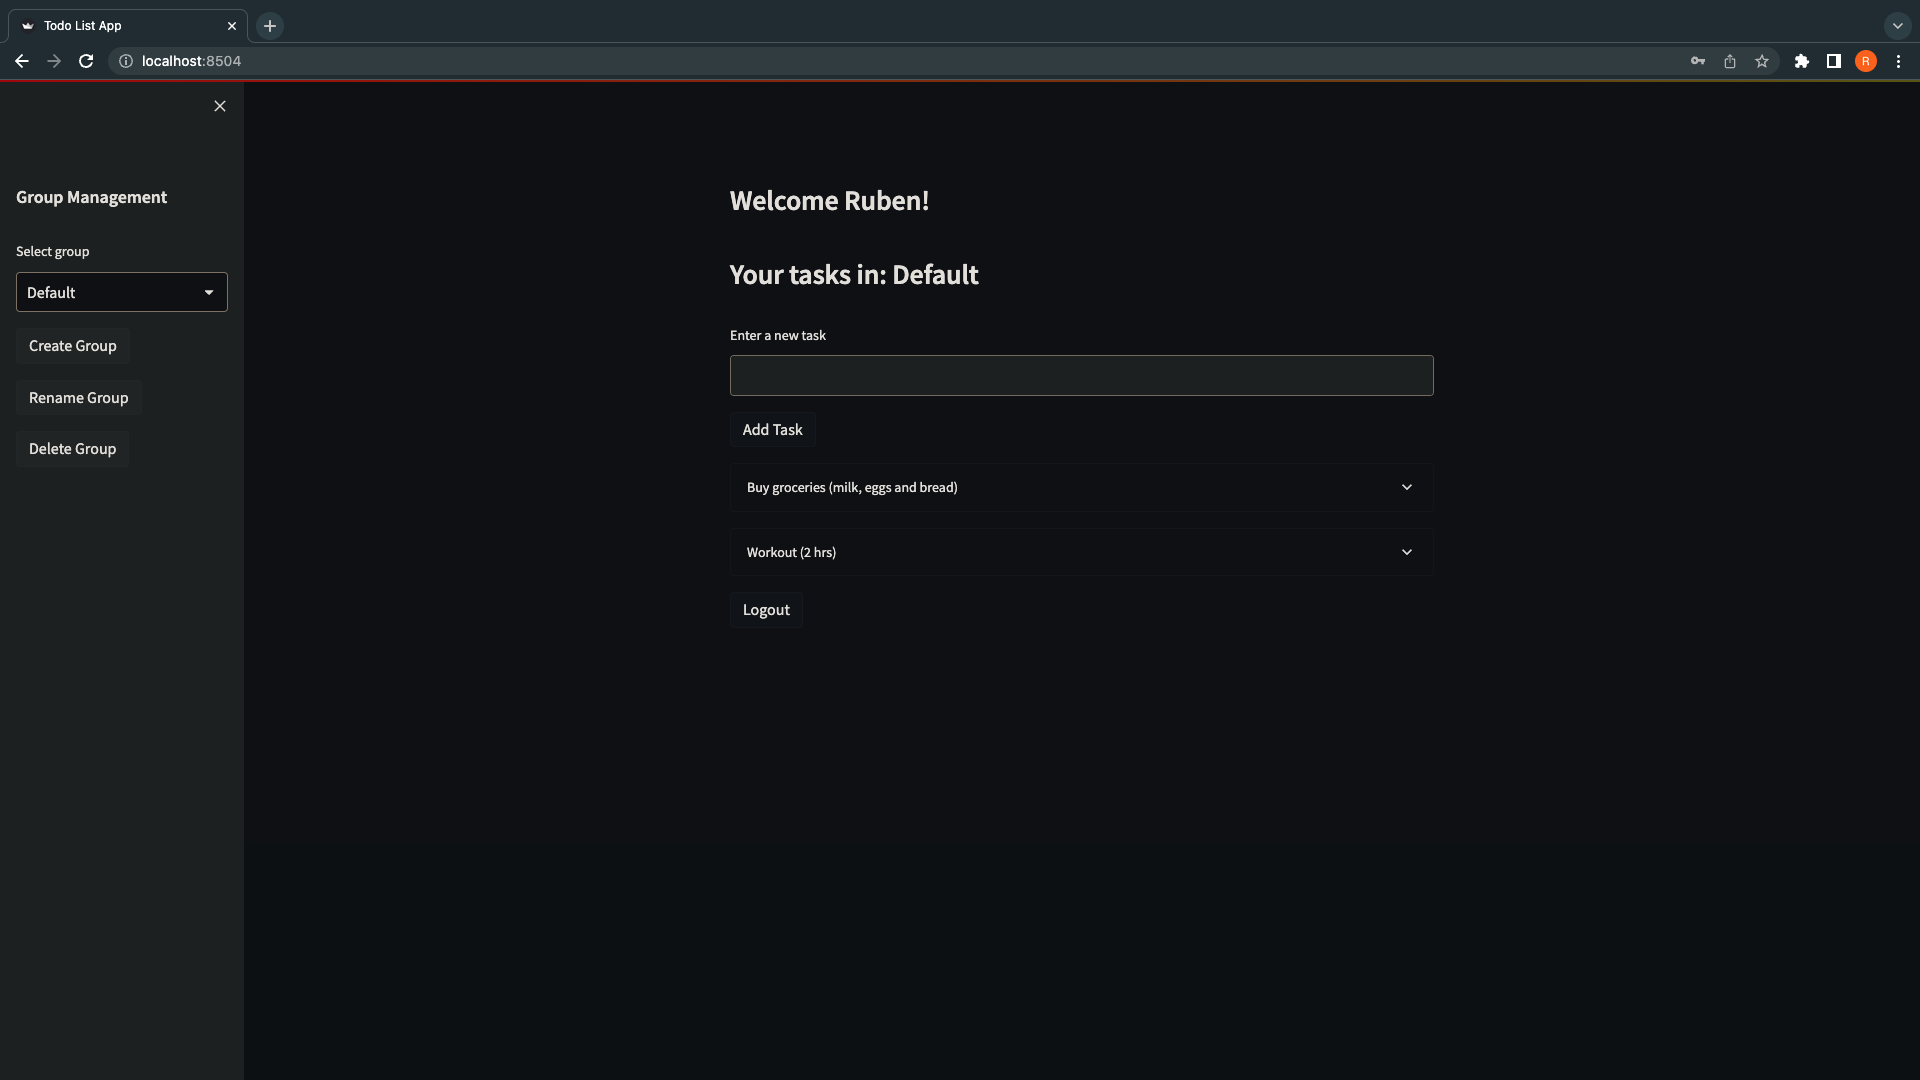 Todo List App
localhost:8504
R
Group Management
Select group
Default
Create Group
Rename Group
Delete Group
Welcome Ruben!
Your tasks in: Default
Enter a new task
Add Task
Buy groceries (milk, eggs and bread)
Workout (2 hrs)
Logout